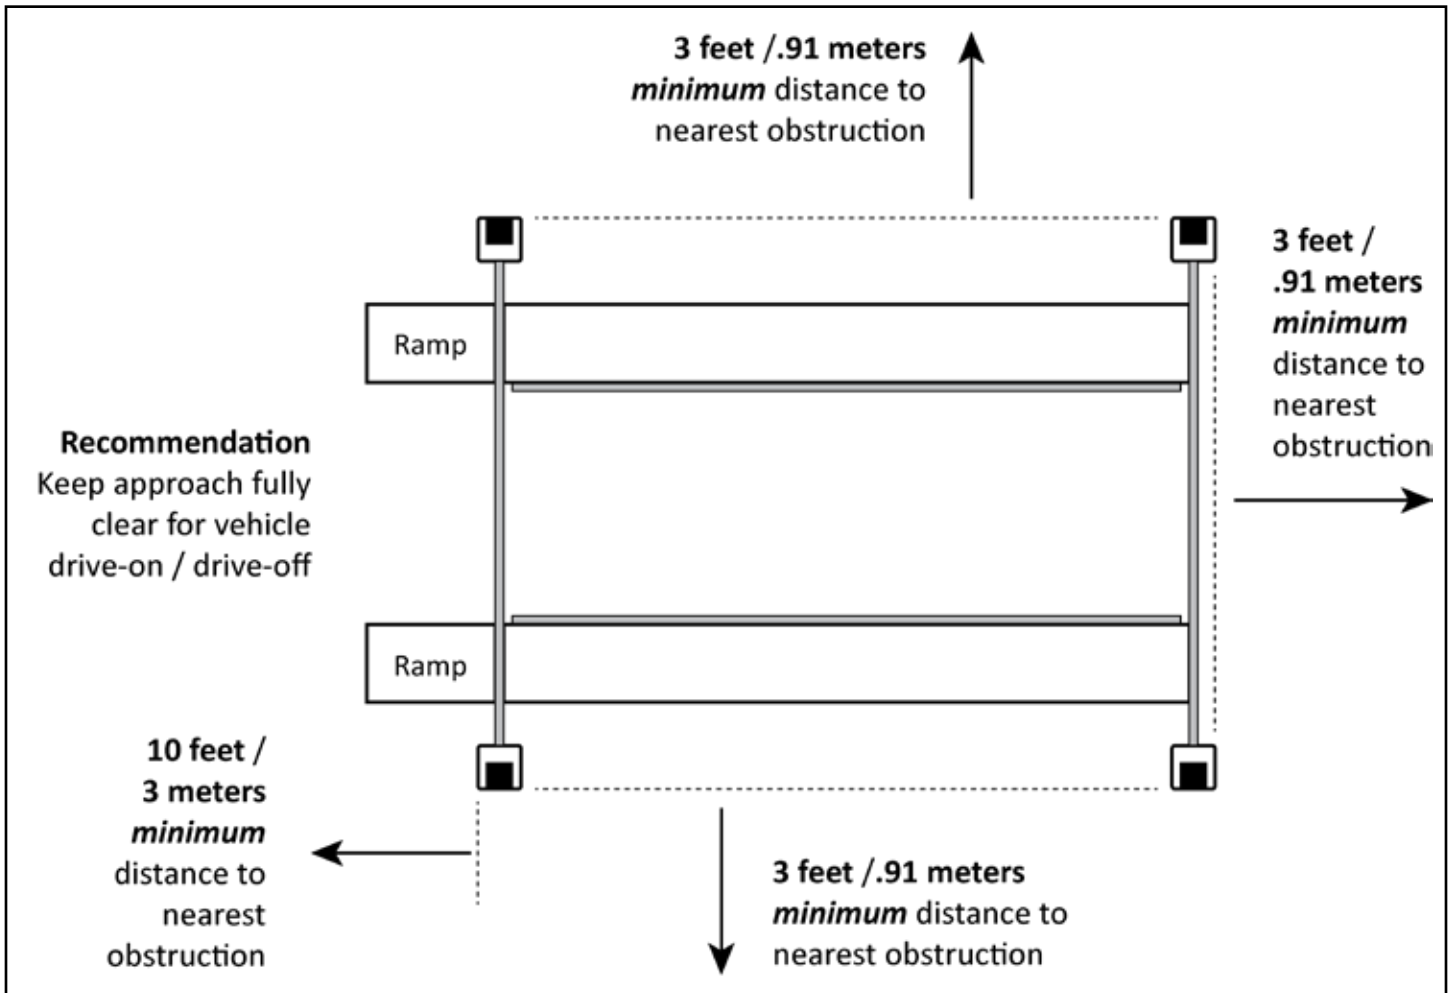 3 feet /.91 meters
minimum distance to
nearest obstruction
3 feet /
.91 meters
minimum
distance to
nearest
obstruction
Ramp
Recommendation
Keep approach fully
clear for vehicle
drive-on / drive-off
Ramp
10 feet /
3 meters
minimum
distance to
nearest
obstruction
3 feet /.91 meters
minimum distance to
nearest obstruction